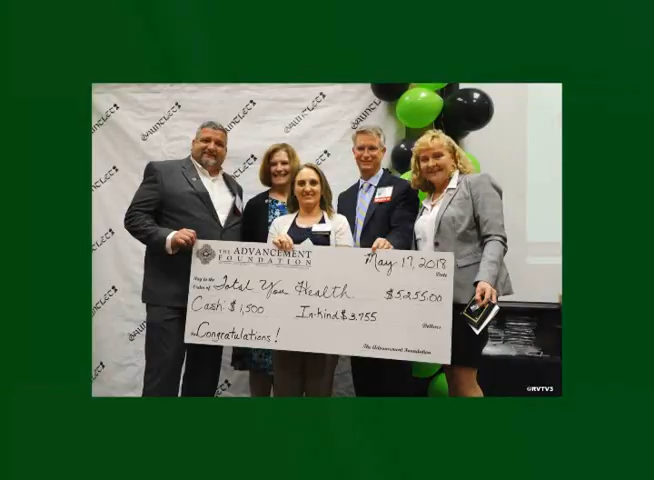 GAUNTLET
THE ADVANCEMENT
FOUNDATION
May 17, 2018
Date
Pay to the
Order of Total You Health $5,255.00
Cash: $1,500 In-kind $3,755
Dollars
Congratulations!
The Advancement Foundation
@RVTV3